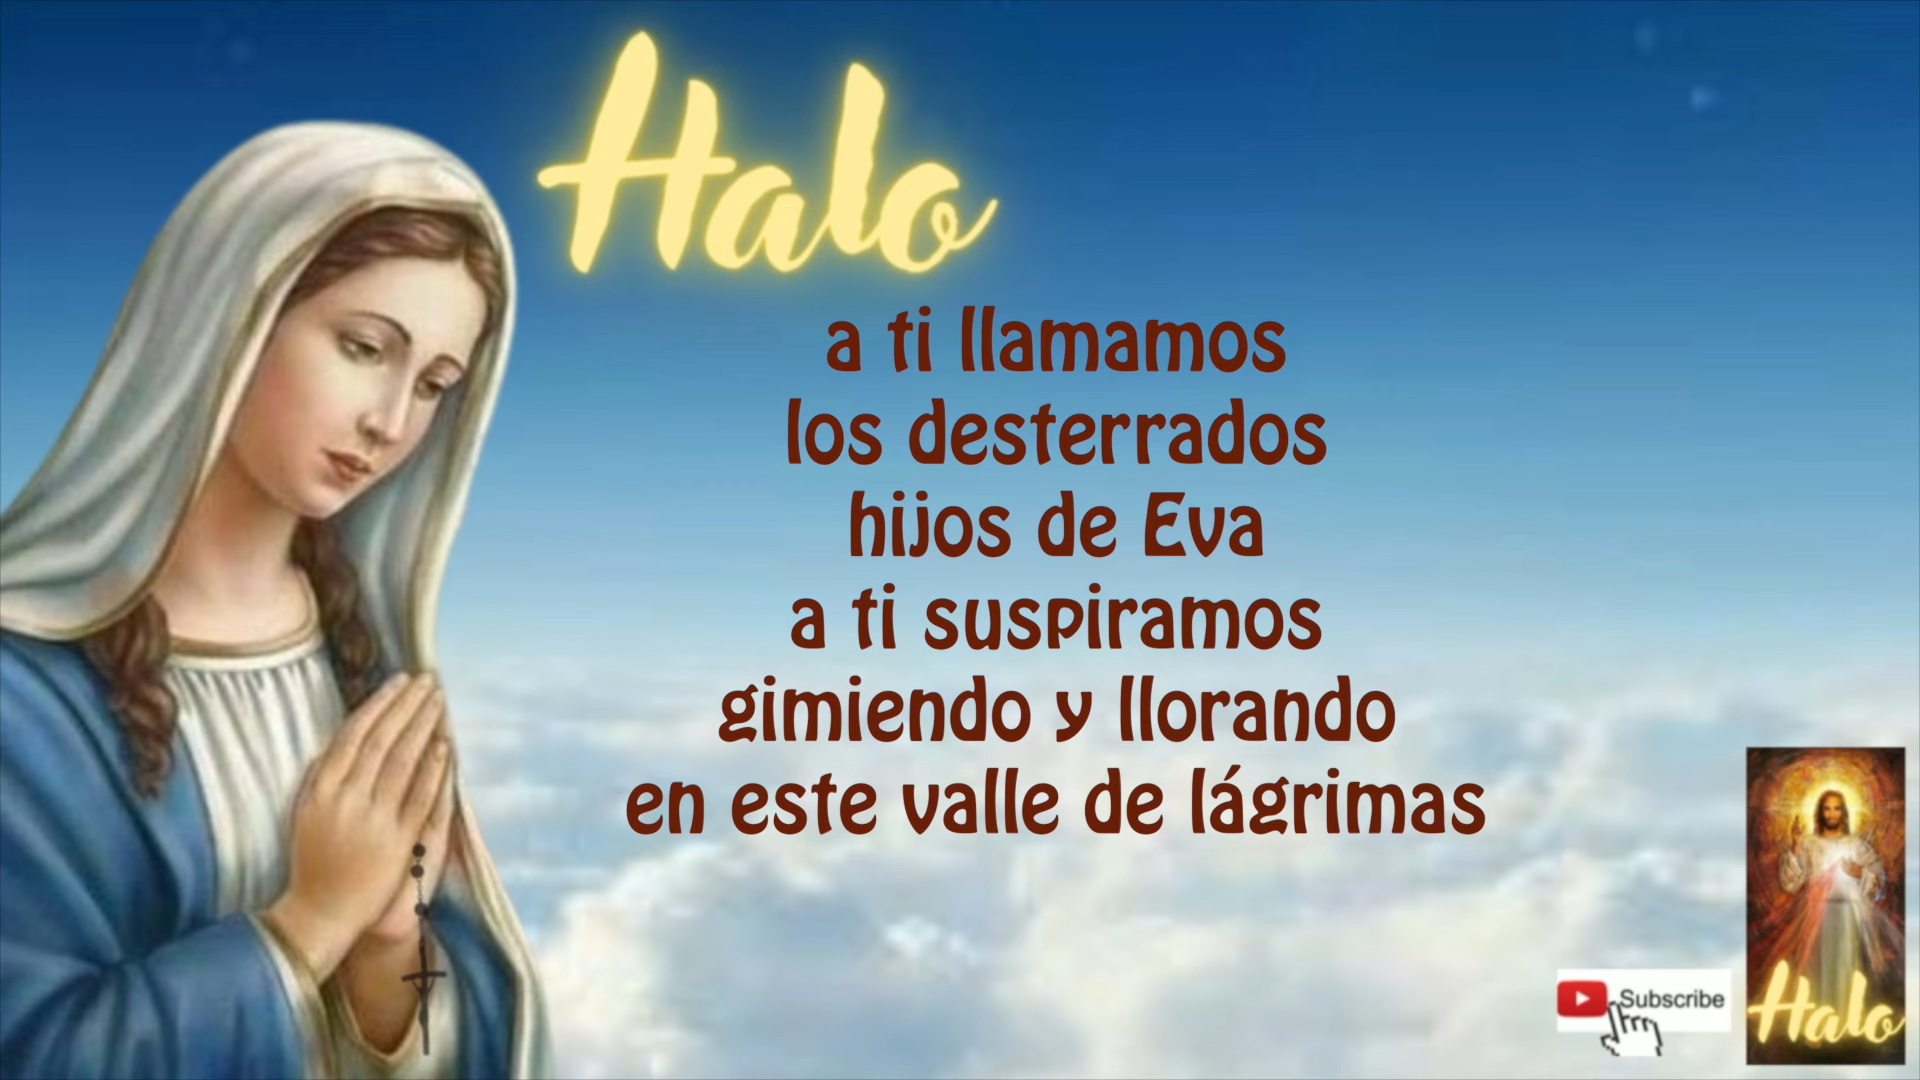 Halo
a ti llamamos
los desterrados
hijos de Eva
a ti suspiramos
gimiendo y llorando
en este valle de lágrimas
Subscribe
Halo